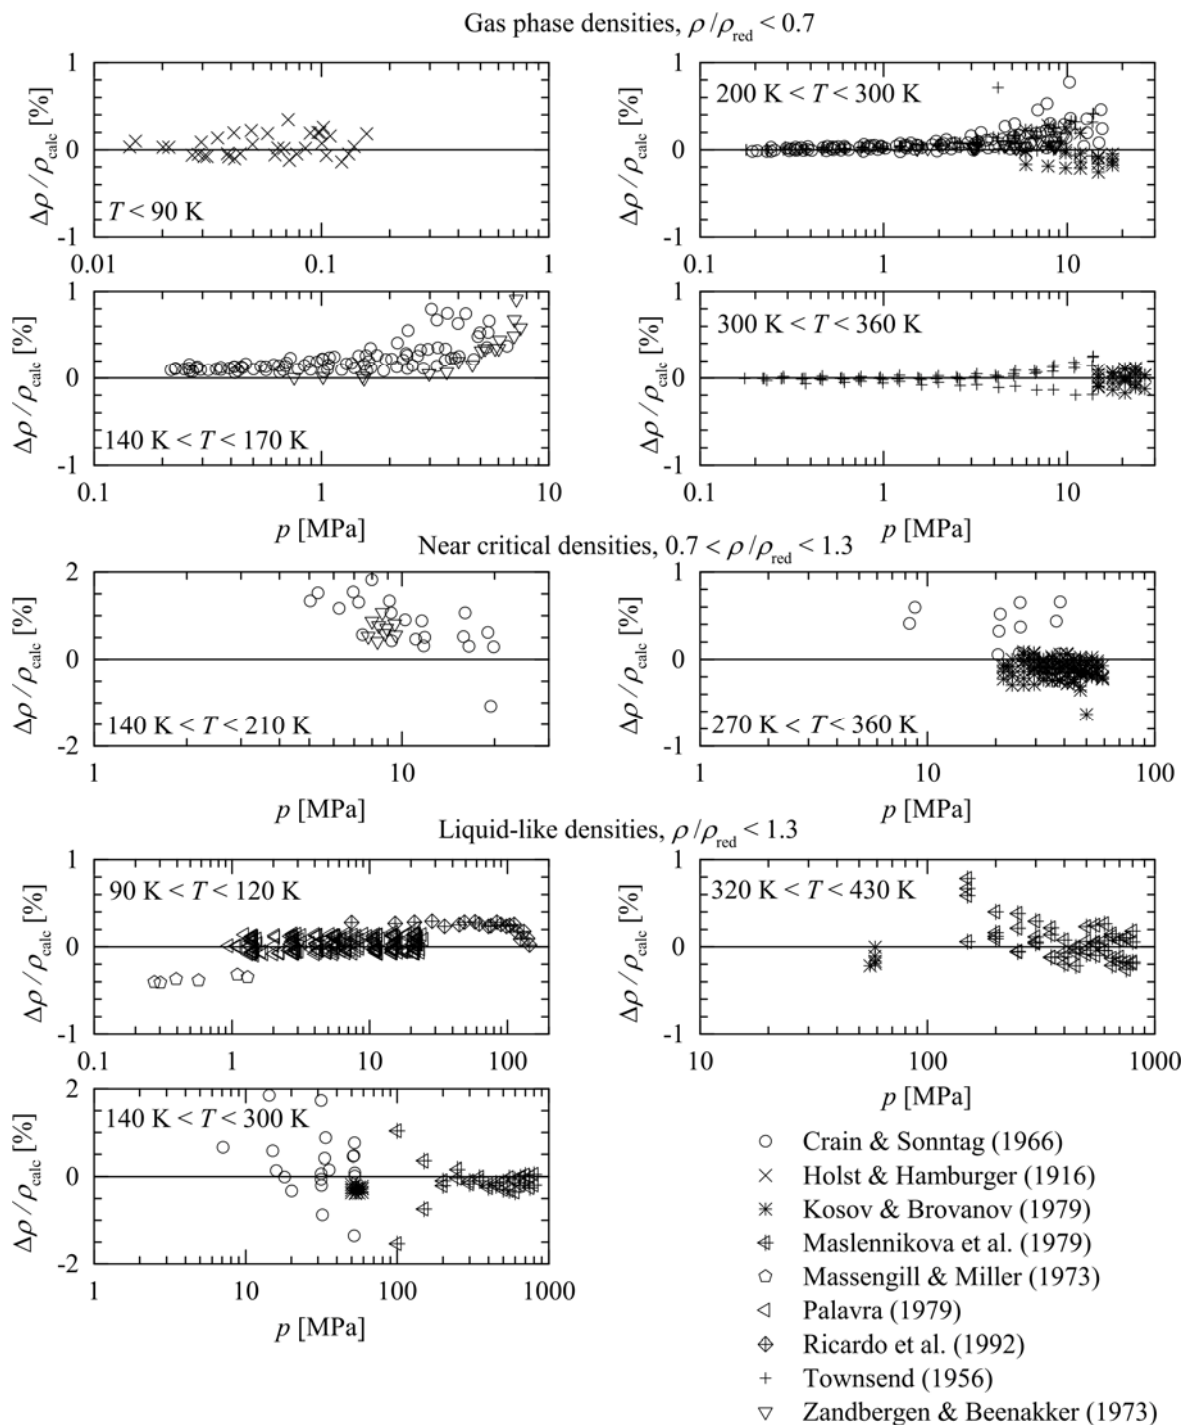 Gas phase densities, ρ/ρred < 0.7
1
0
-1
Δρ/ρcalc [%]
T < 90 K
0.01
0.1
1
1
0
-1
Δρ/ρcalc [%]
200 K < T < 300 K
1
10
1
0
-1
Δρ/ρcalc [%]
140 K < T < 170 K
0.1
1
10
p [MPa]
1
0
-1
Δρ/ρcalc [%]
300 K < T < 360 K
0.1
1
10
p [MPa]
Near critical densities, 0.7 < ρ/ρred < 1.3
2
0
-2
Δρ/ρcalc [%]
140 K < T < 210 K
1
10
p [MPa]
1
0
-1
Δρ/ρcalc [%]
270 K < T < 360 K
1
10
100
p [MPa]
Liquid-like densities, ρ/ρred < 1.3
1
0
-1
Δρ/ρcalc [%]
90 K < T < 120 K
0.1
1
10
100
1
0
-1
Δρ/ρcalc [%]
320 K < T < 430 K
10
100
1000
p [MPa]
2
0
-2
Δρ/ρcalc [%]
140 K < T < 300 K
1
10
100
1000
p [MPa]
Crain & Sonntag (1966)
Holst & Hamburger (1916)
Kosov & Brovanov (1979)
Maslennikova et al. (1979)
Massengill & Miller (1973)
Palavra (1979)
Ricardo et al. (1992)
Townsend (1956)
Zandbergen & Beenakker (1973)